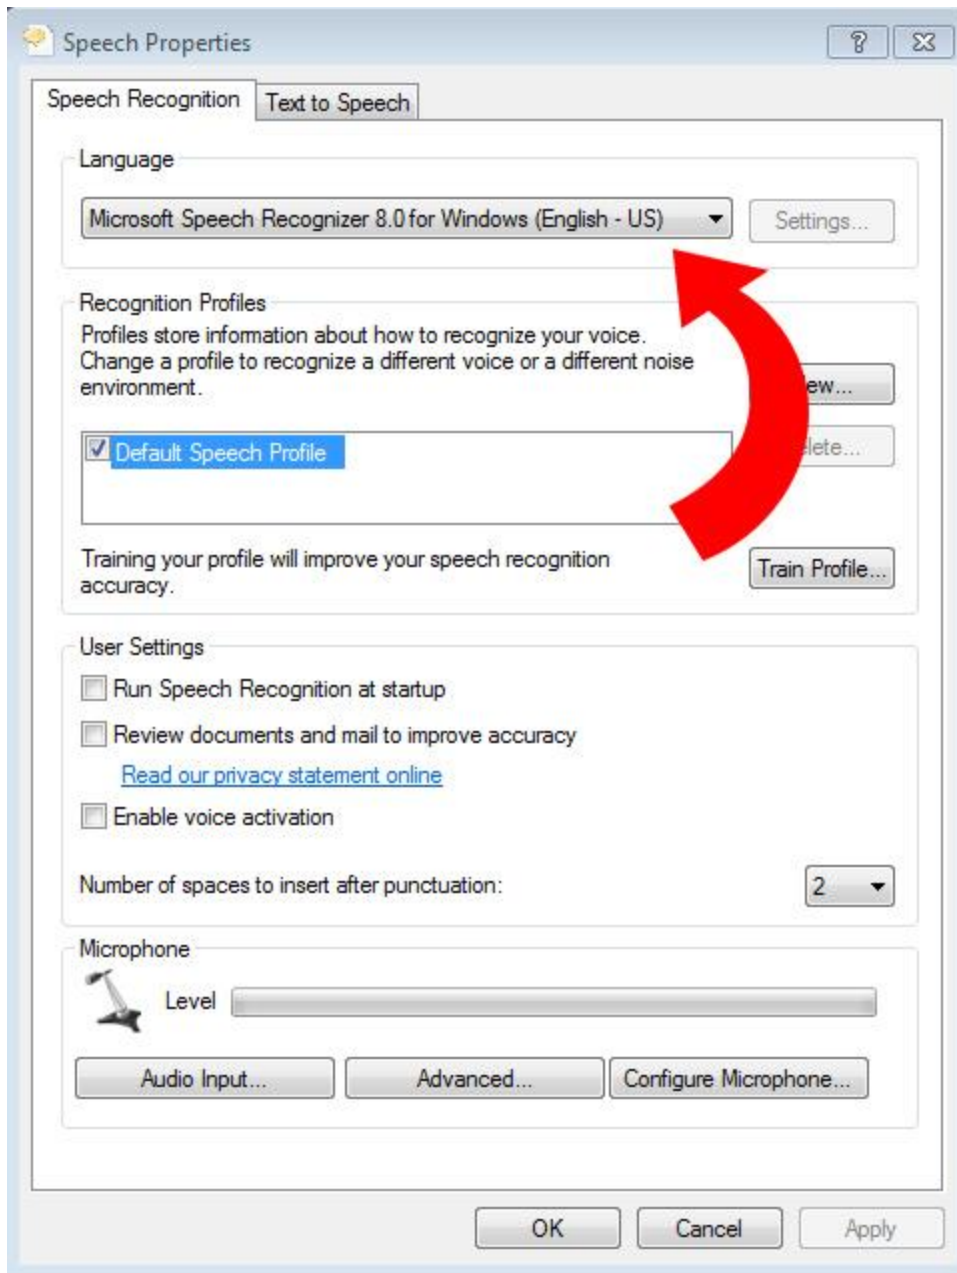 Speech Properties
Speech Recognition
Text to Speech
Language
Microsoft Speech Recognizer 8.0 for Windows (English - US)
Settings...
Recognition Profiles
Profiles store information about how to recognize your voice.
Change a profile to recognize a different voice or a different noise
environment.
ew...
Default Speech Profile
elete...
Training your profile will improve your speech recognition
accuracy.
Train Profile...
User Settings
Run Speech Recognition at startup
Review documents and mail to improve accuracy
Read our privacy statement online
Enable voice activation
Number of spaces to insert after punctuation:
2
Microphone
Level
Audio Input...
Advanced...
Configure Microphone...
OK
Cancel
Apply